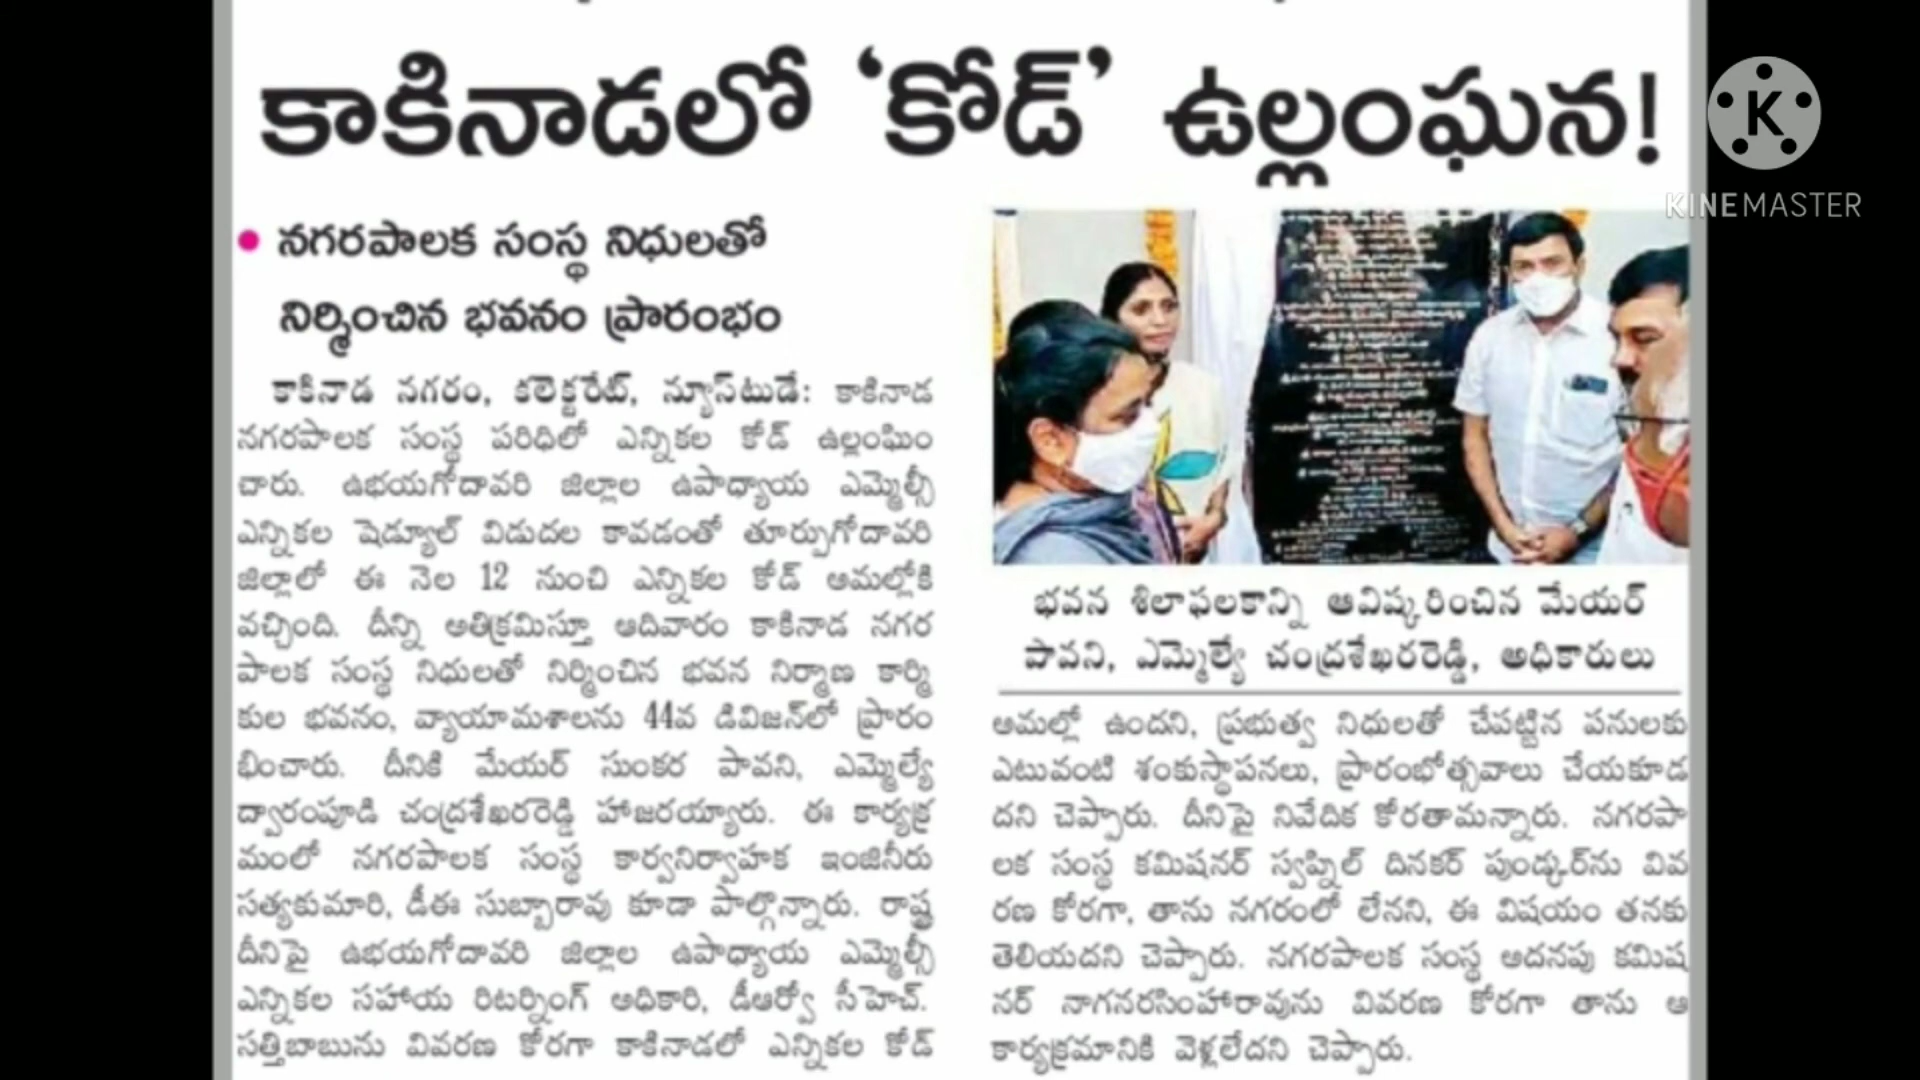 కాకినాడలో ‘కోడ్’ ఉల్లంఘన!
KINEMASTER
● నగరపాలక సంస్థ నిధులతో
నిర్మించిన భవనం ప్రారంభం
కాకినాడ నగరం, కలెక్టరేట్, న్యూస్‌టుడే: కాకినాడ
నగరపాలక సంస్థ పరిధిలో ఎన్నికల కోడ్ ఉల్లంఘిం
చారు. ఉభయగోదావరి జిల్లాల ఉపాధ్యాయ ఎమ్మెల్సీ
ఎన్నికల షెడ్యూల్ విడుదల కావడంతో తూర్పుగోదావరి
జిల్లాలో ఈ నెల 12 నుంచి ఎన్నికల కోడ్ అమల్లోకి
వచ్చింది. దీన్ని అతిక్రమిస్తూ ఆదివారం కాకినాడ నగర
పాలక సంస్థ నిధులతో నిర్మించిన భవన నిర్మాణ కార్మి
కుల భవనం, వ్యాయామశాలను 44వ డివిజన్‌లో ప్రారం
భించారు. దీనికి మేయర్ సుంకర పావని, ఎమ్మెల్యే
ద్వారంపూడి చంద్రశేఖరరెడ్డి హాజరయ్యారు. ఈ కార్యక్ర
మంలో నగరపాలక సంస్థ కార్యనిర్వాహక ఇంజినీరు
సత్యకుమారి, డీఈ సుబ్బారావు కూడా పాల్గొన్నారు. రాష్ట్ర
దీనిపై ఉభయగోదావరి జిల్లాల ఉపాధ్యాయ ఎమ్మెల్సీ
ఎన్నికల సహాయ రిటర్నింగ్ అధికారి, డీఆర్వో సీహెచ్.
సత్తిబాబును వివరణ కోరగా కాకినాడలో ఎన్నికల కోడ్
భవన శిలాఫలకాన్ని ఆవిష్కరించిన మేయర్
పావని, ఎమ్మెల్యే చంద్రశేఖరరెడ్డి, అధికారులు
అమల్లో ఉందని, ప్రభుత్వ నిధులతో చేపట్టిన పనులకు
ఎటువంటి శంకుస్థాపనలు, ప్రారంభోత్సవాలు చేయకూడ
దని చెప్పారు. దీనిపై నివేదిక కోరతామన్నారు. నగరపా
లక సంస్థ కమిషనర్ స్వప్నిల్ దినకర్ పుండ్కర్‌ను వివ
రణ కోరగా, తాను నగరంలో లేనని, ఈ విషయం తనకు
తెలియదని చెప్పారు. నగరపాలక సంస్థ అదనపు కమిష
నర్ నాగనరసింహారావును వివరణ కోరగా తాను ఆ
కార్యక్రమానికి వెళ్లలేదని చెప్పారు.